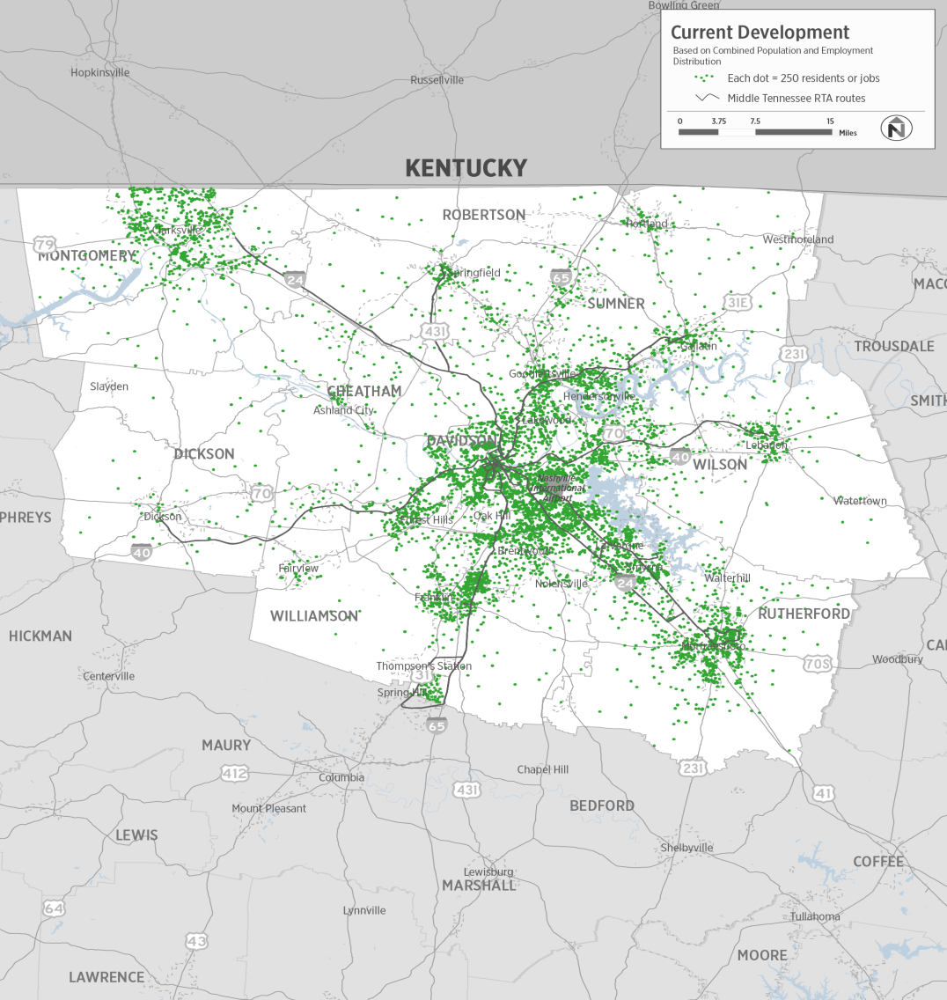 Bowling Green
Current Development
Based on Combined Population and Employment
Distribution
Each dot = 250 residents or jobs
Middle Tennessee RTA routes
0 3.75 7.5 15
Miles
N
Hopkinsville
Russellville
KENTUCKY
ROBERTSON
Portland
Clarksville
Westmoreland
79
MONTGOMERY
Springfield
24
65
MACO
SUMNER
31E
431
Gallatin
TROUSDALE
231
Goodlettsville
Slayden
CHEATHAM
Hendersonville
SMITH
Ashland City
Lakewood
70
DAVIDSON
Lebanon
DICKSON
40
WILSON
Nashville
International
Airport
70
Watertown
PHREYS
Dickson
Forest Hills
Oak Hill
40
Brentwood
LaVergne
Fairview
Smyrna
Nolensville
24
Walterhill
Franklin
WILLIAMSON
RUTHERFORD
HICKMAN
Murfreesboro
CA
Woodbury
70S
Thompson's Station
31
Centerville
Spring Hill
65
MAURY
231
412
Chapel Hill
Columbia
431
41
Mount Pleasant
BEDFORD
LEWIS
Shelbyville
COFFEE
Lewisburg
MARSHALL
64
Lynnville
Tullahoma
43
MOORE
LAWRENCE